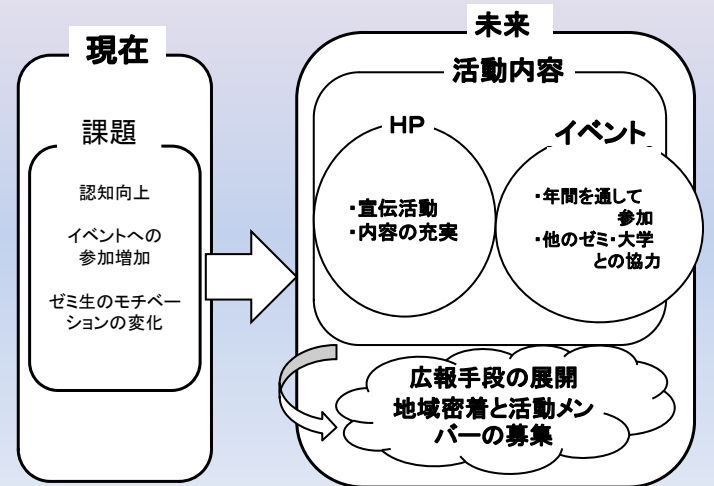 現在
課題
認知向上
イベントへの
参加増加
ゼミ生のモチベー
ションの変化
未来
活動内容
HP
・宣伝活動
・内容の充実
イベント
・年間を通して
参加
・他のゼミ・大学
との協力
広報手段の展開
地域密着と活動メン
バーの募集